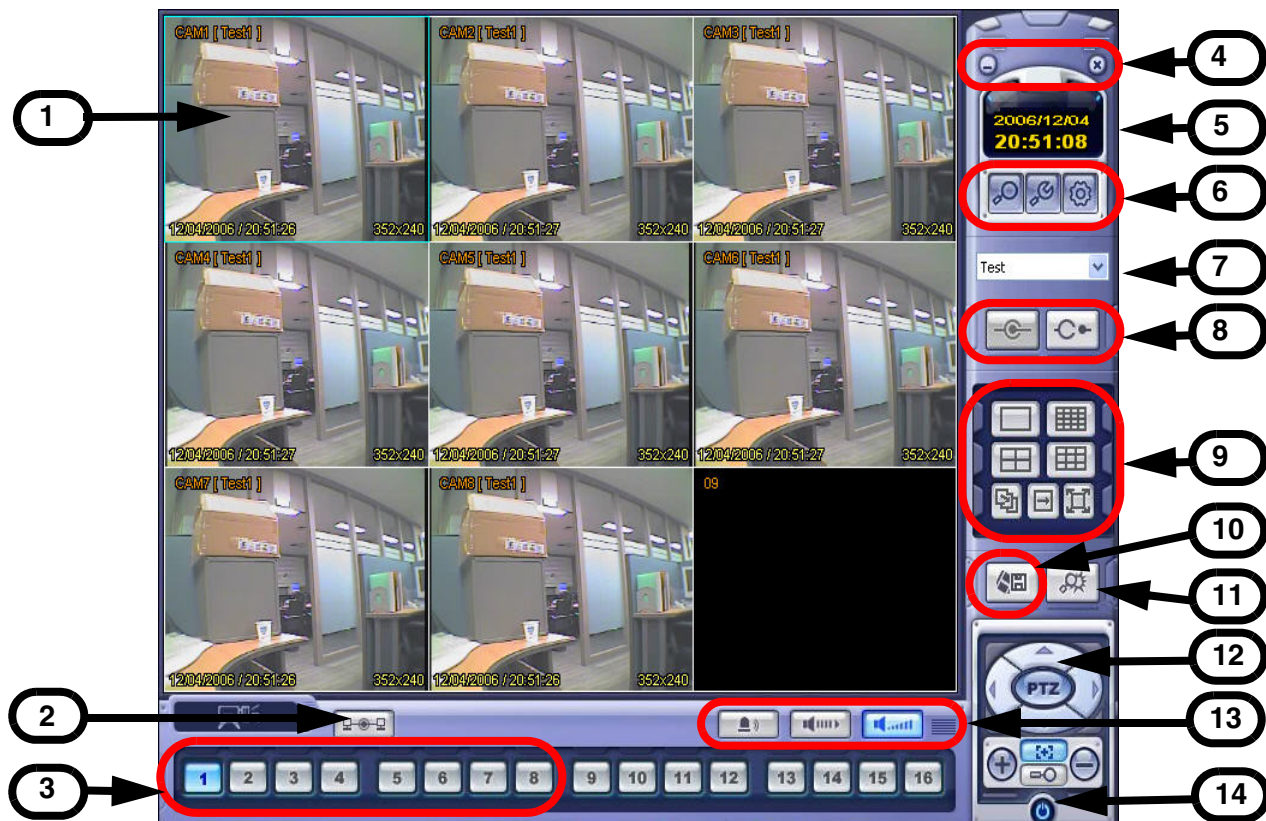 CAM1 [ Test1 ]
CAM2 [ Test1 ]
CAM3 [ Test1 ]
12/04/2006 / 20:51:26
352x240
12/04/2006 / 20:51:27
352x240
12/04/2006 / 20:51:27
352x240
CAM4 [ Test1 ]
CAM5 [ Test1 ]
CAM6 [ Test1 ]
12/04/2006 / 20:51:27
352x240
12/04/2006 / 20:51:27
352x240
12/04/2006 / 20:51:27
352x240
CAM7 [ Test1 ]
CAM8 [ Test1 ]
09
12/04/2006 / 20:51:26
352x240
12/04/2006 / 20:51:27
352x240
1
2
3
1 2 3 4 5 6 7 8 9 10 11 12 13 14 15 16
4
2006/12/04
20:51:08
5
6
Test
7
8
9
10
11
12
PTZ
13
14